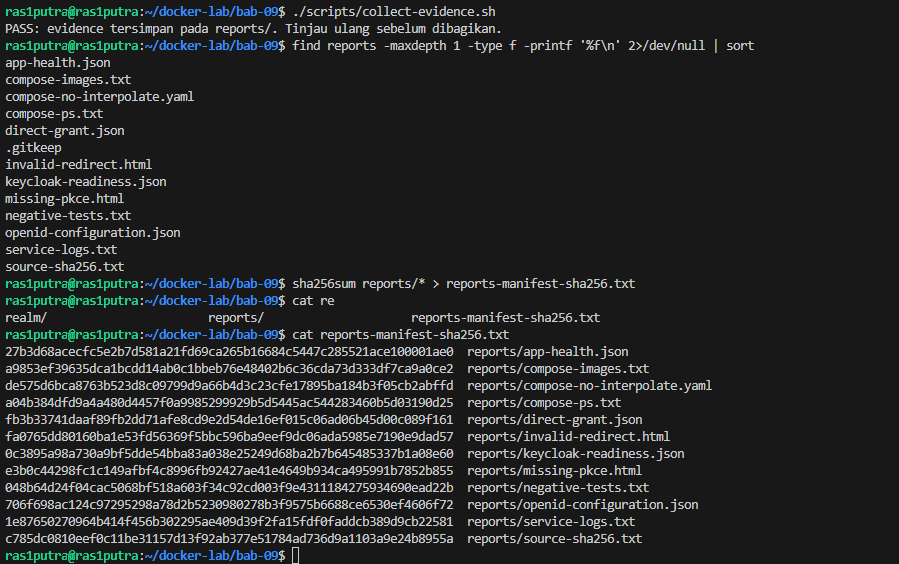 ras1putra@ras1putra:~/docker-lab/bab-09$ ./scripts/collect-evidence.sh
PASS: evidence tersimpan pada reports/. Tinjau ulang sebelum dibagikan.
ras1putra@ras1putra:~/docker-lab/bab-09$ find reports -maxdepth 1 -type f -printf '%f\n' 2>/dev/null | sort
app-health.json
compose-images.txt
compose-no-interpolate.yaml
compose-ps.txt
direct-grant.json
.gitkeep
invalid-redirect.html
keycloak-readiness.json
missing-pkce.html
negative-tests.txt
openid-configuration.json
service-logs.txt
source-sha256.txt
ras1putra@ras1putra:~/docker-lab/bab-09$ sha256sum reports/* > reports-manifest-sha256.txt
ras1putra@ras1putra:~/docker-lab/bab-09$ cat re
realm/ reports/ reports-manifest-sha256.txt
ras1putra@ras1putra:~/docker-lab/bab-09$ cat reports-manifest-sha256.txt
27b3d68acecfc5e2b7d581a21fd69ca265b16684c5447c285521ace100001ae0 reports/app-health.json
a9853ef39635dca1bcdd14ab0c1bbeb76e48402b6c36cda73d333df7ca9a0ce2 reports/compose-images.txt
de575d6bca8763b523d8c09799d9a66b4d3c23cfe17895ba184b3f05cb2abffd reports/compose-no-interpolate.yaml
a04b384dfd9a4a480d4457f0a9985299929b5d5445ac544283460b5d03190d25 reports/compose-ps.txt
fb3b33741daaf89fb2dd71afe8cd9e2d54de16ef015c06ad06b45d00c089f161 reports/direct-grant.json
fa0765dd80160ba1e53fd56369f5bbc596ba9eef9dc06ada5985e7190e9dad57 reports/invalid-redirect.html
0c3895a98a730a9bf5dde54bba83a038e25249d68ba2b7b645485337b1a08e60 reports/keycloak-readiness.json
e3b0c44298fc1c149afbf4c8996fb92427ae41e4649b934ca495991b7852b855 reports/missing-pkce.html
048b64d24f04cac5068bf518a603f34c92cd003f9e4311184275934690ead22b reports/negative-tests.txt
706f698ac124c97295298a78d2b5230980278b3f9575b6688ce6530ef4606f72 reports/openid-configuration.json
1e87650270964b414f456b302295ae409d39f2fa15fdf0faddcb389d9cb22581 reports/service-logs.txt
c785dc0810eef0c11be31157d13f92ab377e51784ad736d9a1103a9e24b8955a reports/source-sha256.txt
ras1putra@ras1putra:~/docker-lab/bab-09$